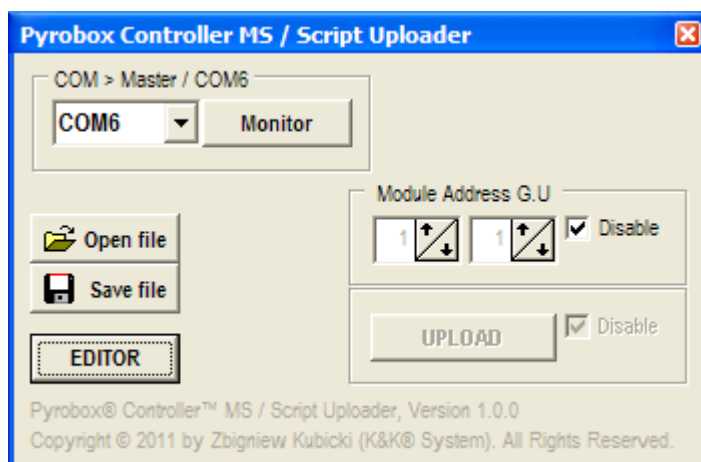 Pyrobox Controller MS / Script Uploader
COM > Master / COM6
COM6
Monitor
Module Address G.U
1
1
Disable
Open file
Save file
UPLOAD
Disable
EDITOR
Pyrobox® Controller™ MS / Script Uploader, Version 1.0.0
Copyright © 2011 by Zbigniew Kubicki (K&K® System). All Rights Reserved.